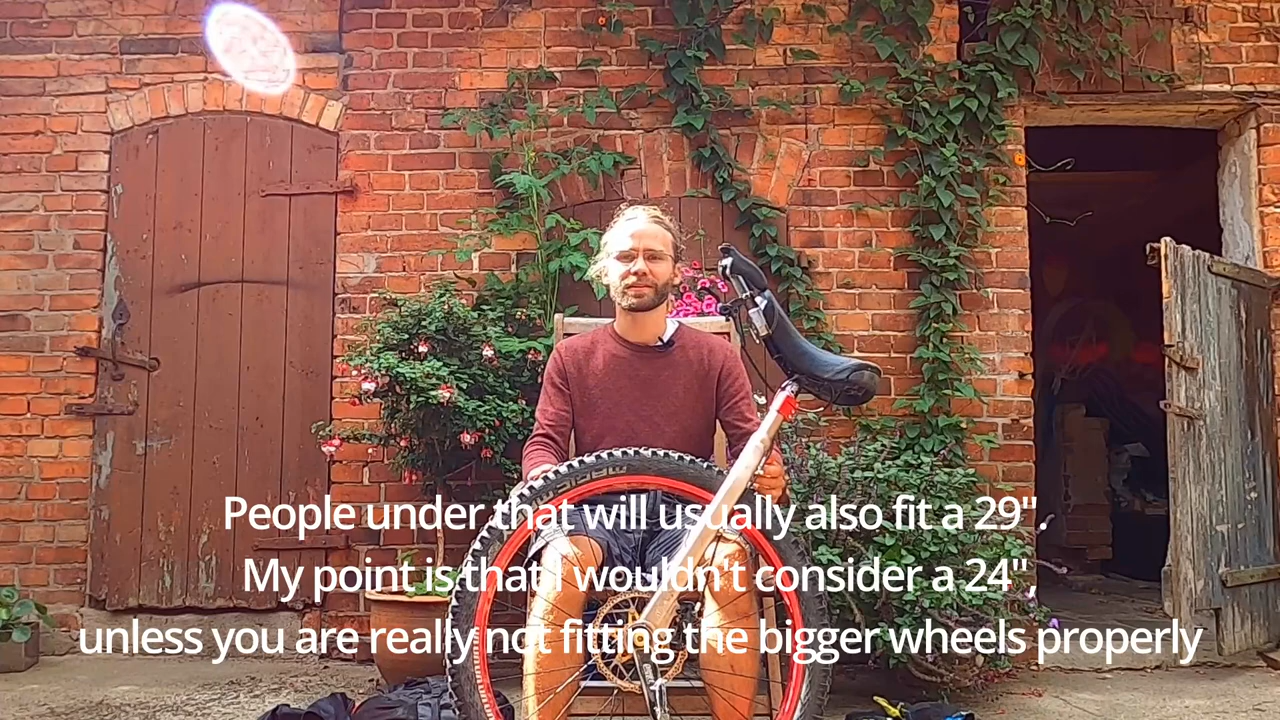 People under that will usually also fit a 29".
My point is that I wouldn't consider a 24",
unless you are really not fitting the bigger wheels properly